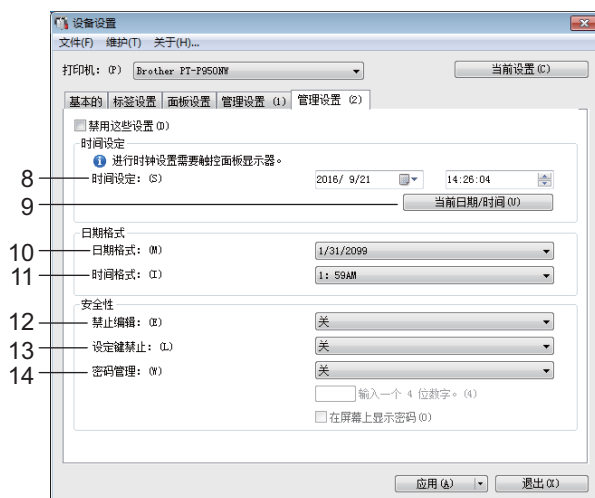 设备设置
文件(F) 维护(T) 关于(H)...
打印机: (P) Brother PT-P950NW 当前设置(C)
基本的 标签设置 面板设置 管理设置 (1) 管理设置 (2)
禁用这些设置(D)
时间设定
进行时钟设置需要触控面板显示器。
8 时间设定: (S) 2016/ 9/21 14:26:04
9 当前日期/时间(U)
日期格式
10 日期格式: (M) 1/31/2099
11 时间格式: (I) 1: 59AM
安全性
12 禁止编辑: (E) 关
13 设定键禁止: (L) 关
14 密码管理: (W) 关
输入一个 4 位数字。(4)
在屏幕上显示密码(O)
应用(A) 退出(X)